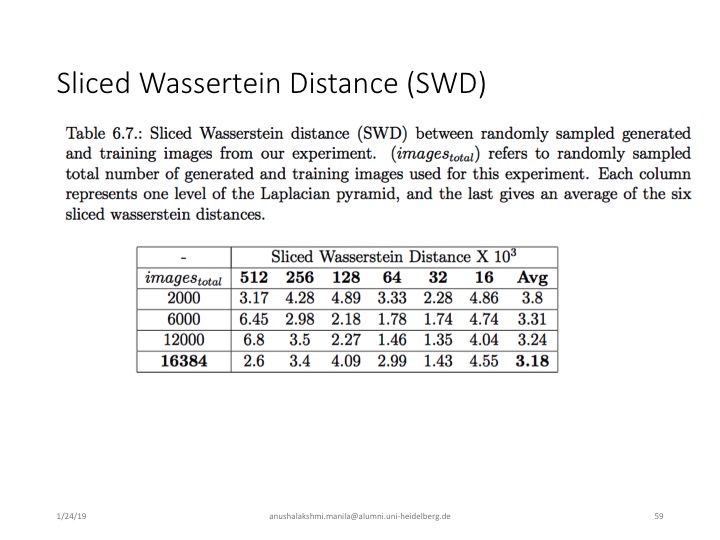 Sliced Wassertein Distance (SWD)
Table 6.7.: Sliced Wasserstein distance (SWD) between randomly sampled generated
and training images from our experiment. (images_total) refers to randomly sampled
total number of generated and training images used for this experiment. Each column
represents one level of the Laplacian pyramid, and the last gives an average of the six
sliced wasserstein distances.
- Sliced Wasserstein Distance X 10³
images_total 512 256 128 64 32 16 Avg
2000 3.17 4.28 4.89 3.33 2.28 4.86 3.8
6000 6.45 2.98 2.18 1.78 1.74 4.74 3.31
12000 6.8 3.5 2.27 1.46 1.35 4.04 3.24
16384 2.6 3.4 4.09 2.99 1.43 4.55 3.18
1/24/19 anushalakshmi.manila@alumni.uni-heidelberg.de 59